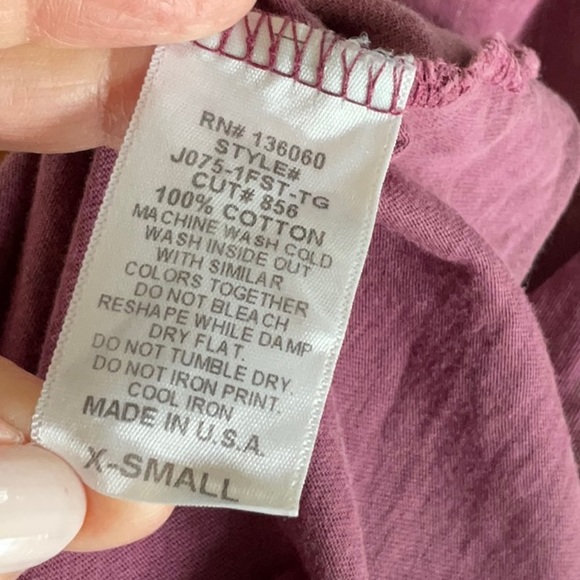 RN# 136060
STYLE#
J075-1FST-TG
CUT# 856
100% COTTON
MACHINE WASH COLD
WASH INSIDE OUT
WITH SIMILAR
COLORS TOGETHER
DO NOT BLEACH
RESHAPE WHILE DAMP
DRY FLAT.
DO NOT TUMBLE DRY.
DO NOT IRON PRINT.
COOL IRON
MADE IN U.S.A.
X-SMALL